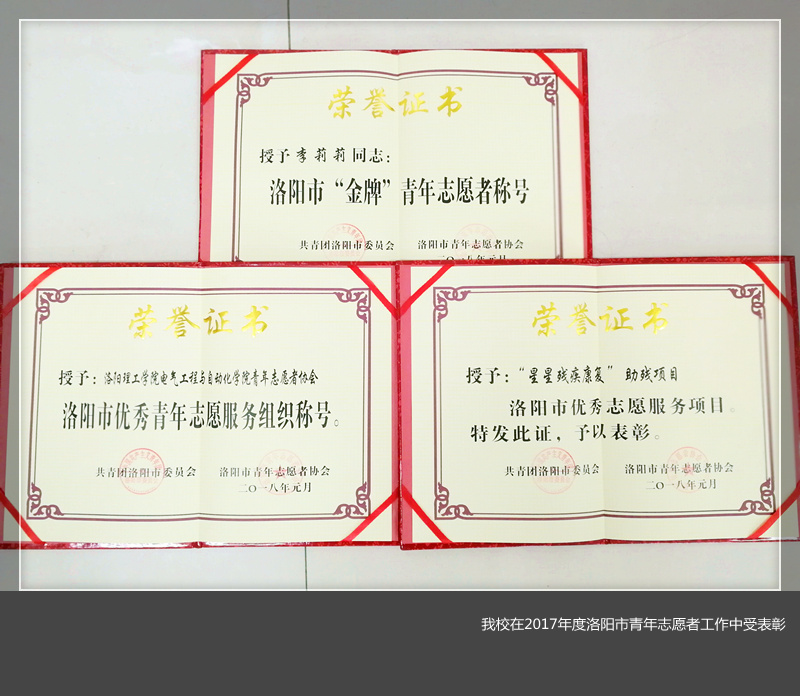 荣誉证书
授予李莉莉同志：
洛阳市“金牌”青年志愿者称号
共青团洛阳市委员会 洛阳市青年志愿者协会
二〇一八年元月
荣誉证书
授予：洛阳理工学院电气工程与自动化学院青年志愿者协会
洛阳市优秀青年志愿服务组织称号。
共青团洛阳市委员会 洛阳市青年志愿者协会
二〇一八年元月
荣誉证书
授予：“星星残疾康复”助残项目
洛阳市优秀志愿服务项目。
特发此证，予以表彰。
共青团洛阳市委员会 洛阳市青年志愿者协会
二〇一八年元月
我校在2017年度洛阳市青年志愿者工作中受表彰